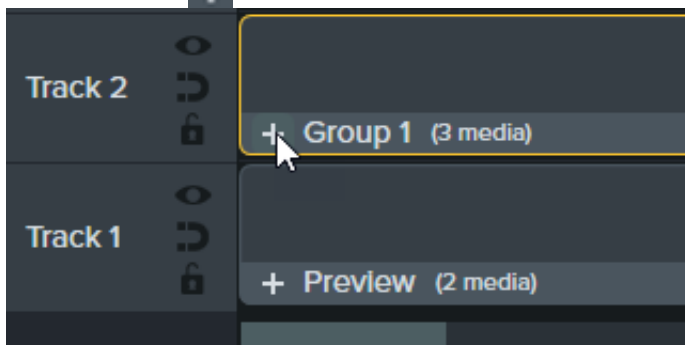 Track 2
+ Group 1 (3 media)
Track 1
+ Preview (2 media)